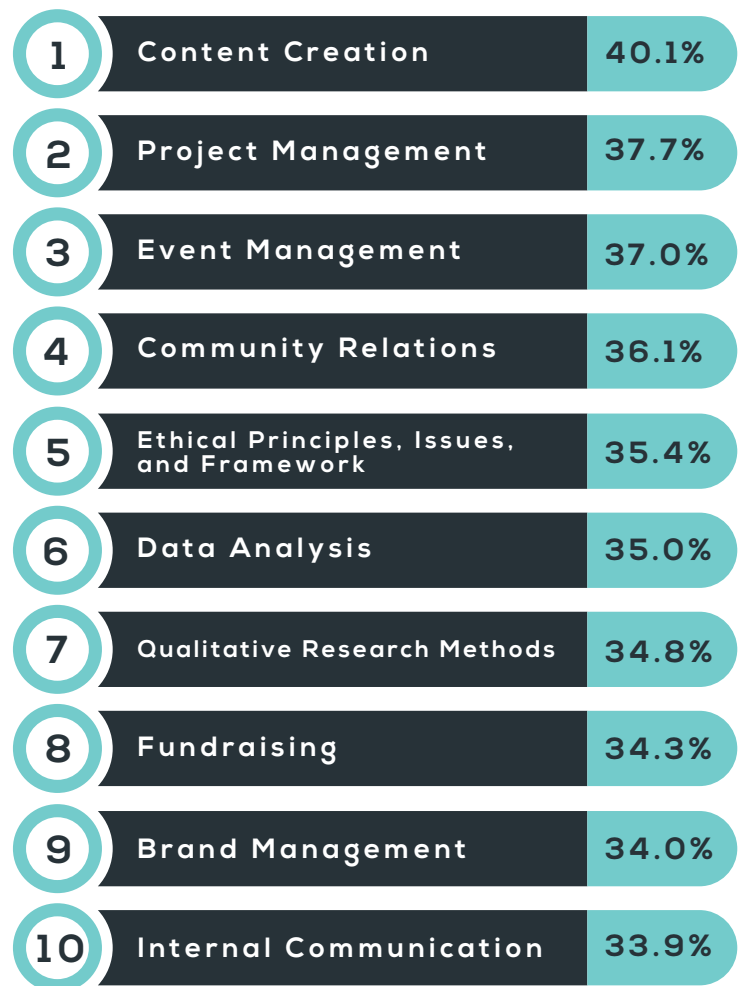 1 Content Creation 40.1%
2 Project Management 37.7%
3 Event Management 37.0%
4 Community Relations 36.1%
5 Ethical Principles, Issues,
and Framework 35.4%
6 Data Analysis 35.0%
7 Qualitative Research Methods 34.8%
8 Fundraising 34.3%
9 Brand Management 34.0%
10 Internal Communication 33.9%